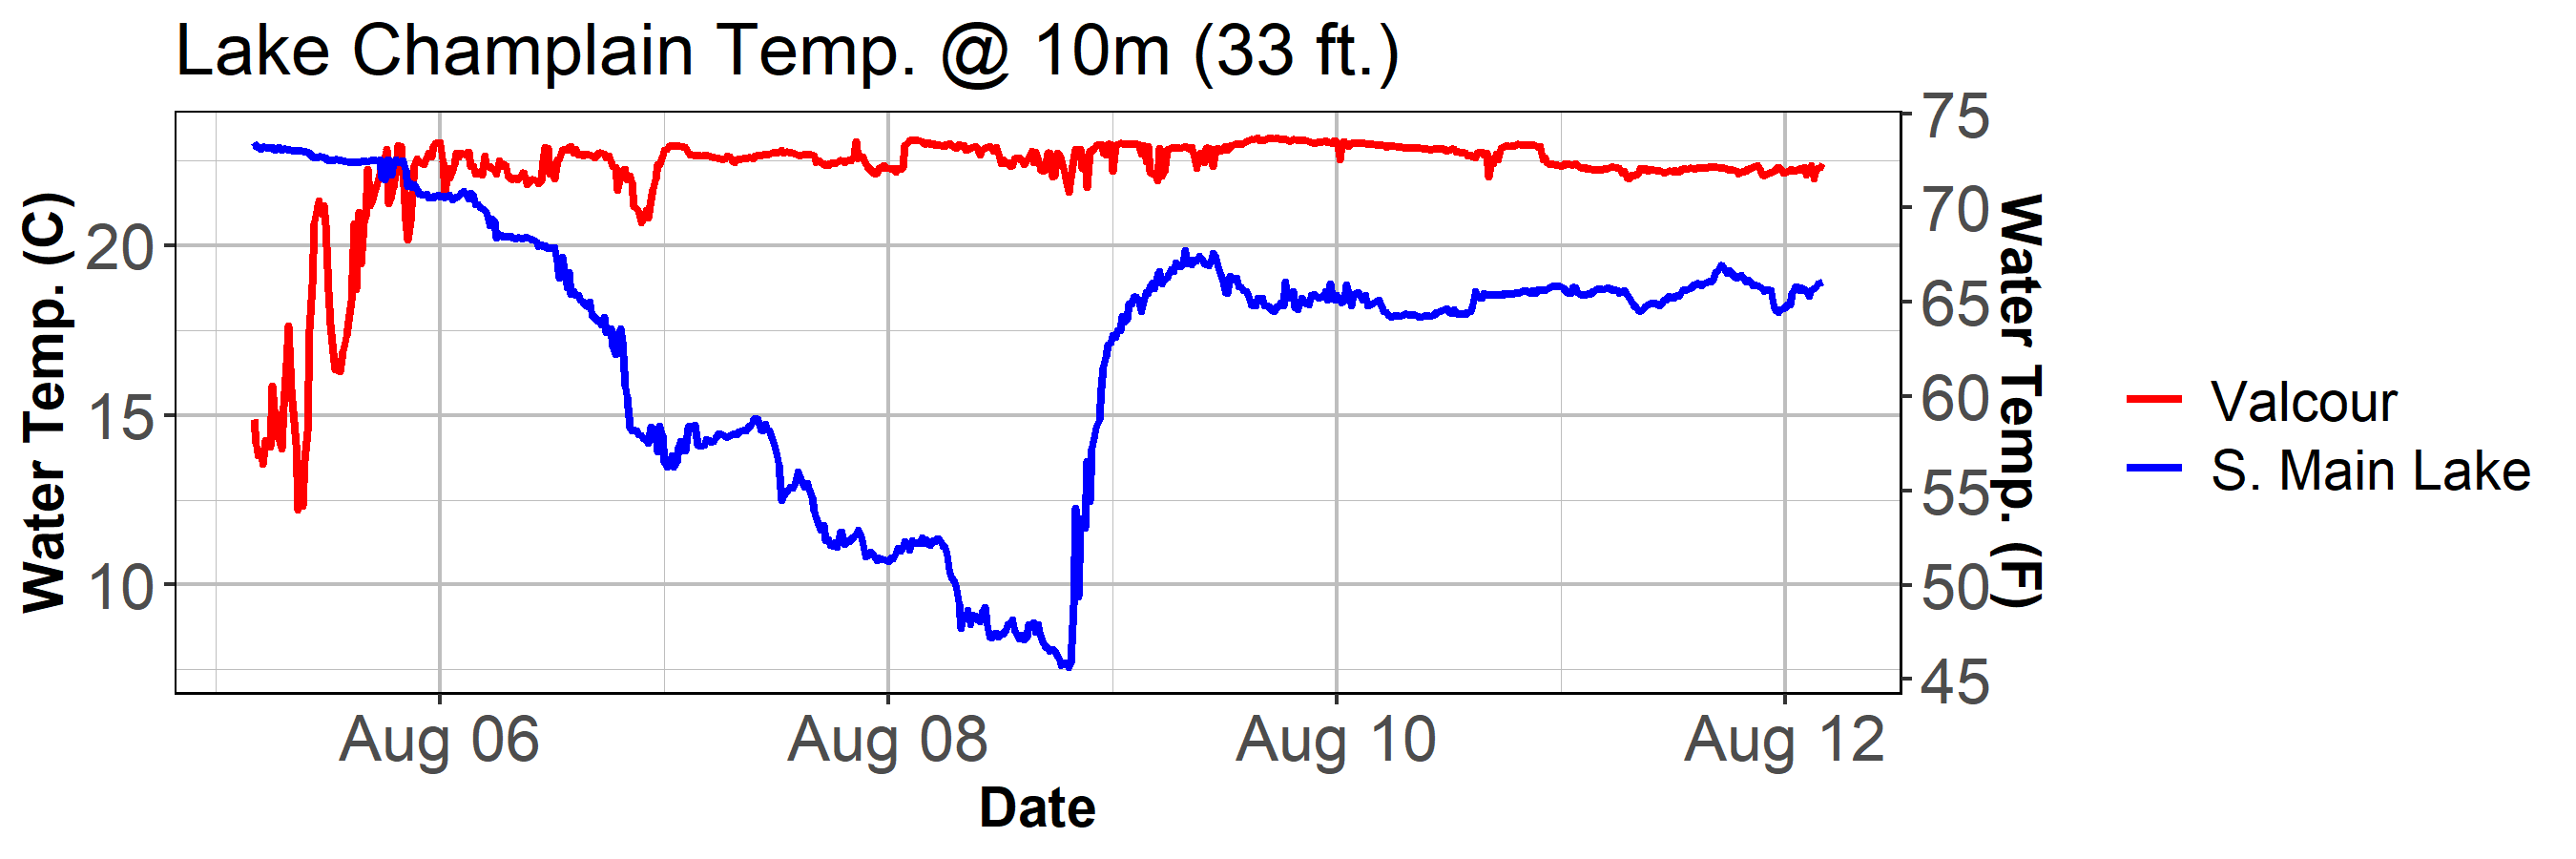 Lake Champlain Temp. @ 10m (33 ft.)
Water Temp. (C)
20
15
10
75
70
65
60
55
50
45
Water Temp. (F)
Aug 06
Aug 08
Aug 10
Aug 12
Date
Valcour
S. Main Lake